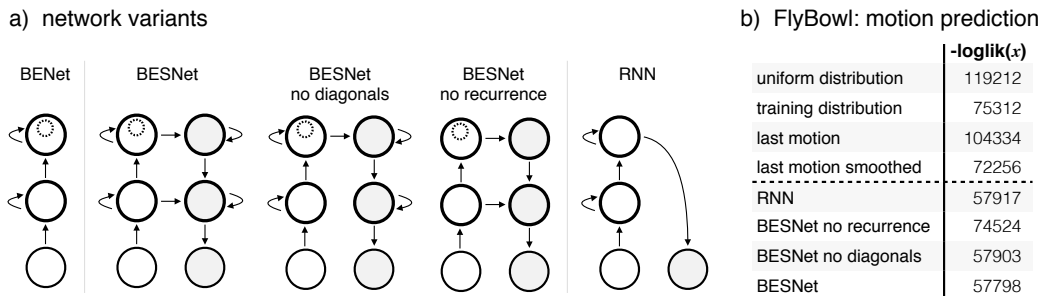 a) network variants
BENet
BESNet
BESNet
no diagonals
BESNet
no recurrence
RNN
b) FlyBowl: motion prediction
-loglik(x)
uniform distribution 119212
training distribution 75312
last motion 104334
last motion smoothed 72256
RNN 57917
BESNet no recurrence 74524
BESNet no diagonals 57903
BESNet 57798